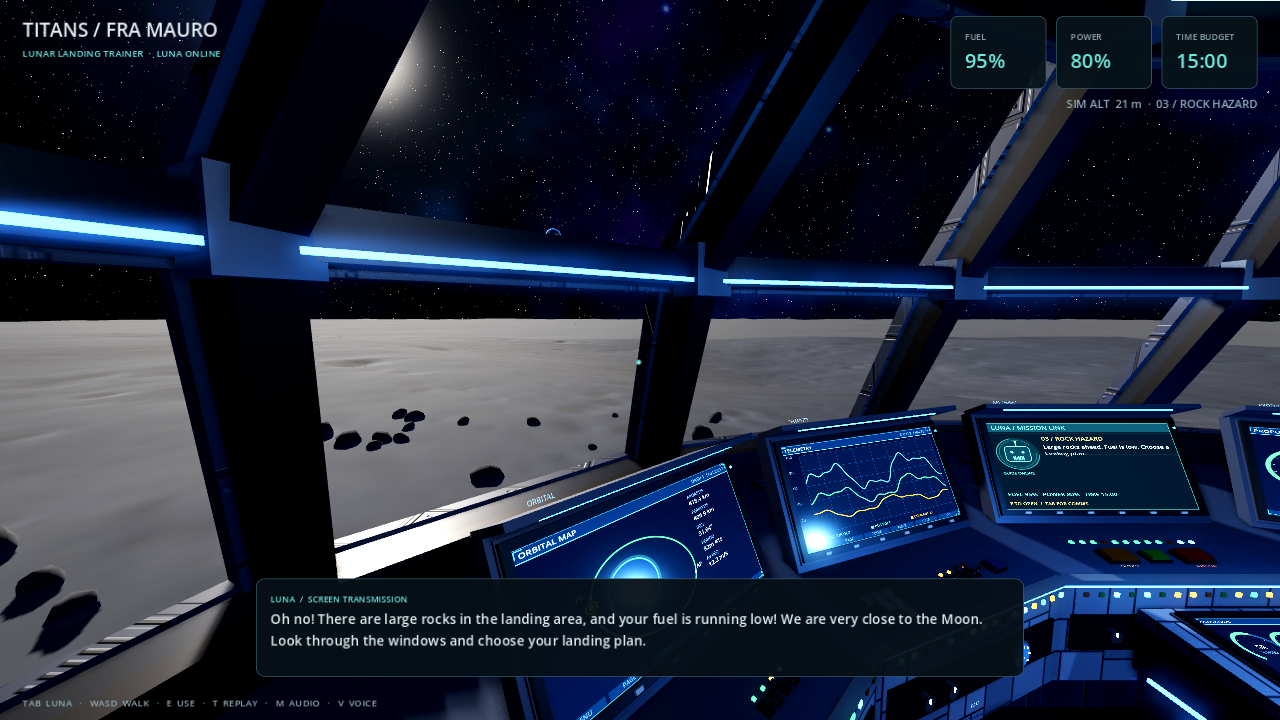 TITANS / FRA MAURO
LUNAR LANDING TRAINER · LUNA ONLINE
FUEL
95%
POWER
80%
TIME BUDGET
15:00
SIM ALT 21 m · 03 / ROCK HAZARD
LUNA / MISSION LINK
03 / ROCK HAZARD
Large rocks ahead. Fuel is low. Choose a
landing plan.
TELEMETRY
ORBITAL
ORBITAL MAP
LUNA / SCREEN TRANSMISSION
Oh no! There are large rocks in the landing area, and your fuel is running low! We are very close to the Moon.
Look through the windows and choose your landing plan.
TAB LUNA · WASD WALK · E USE · T REPLAY · M AUDIO · V VOICE